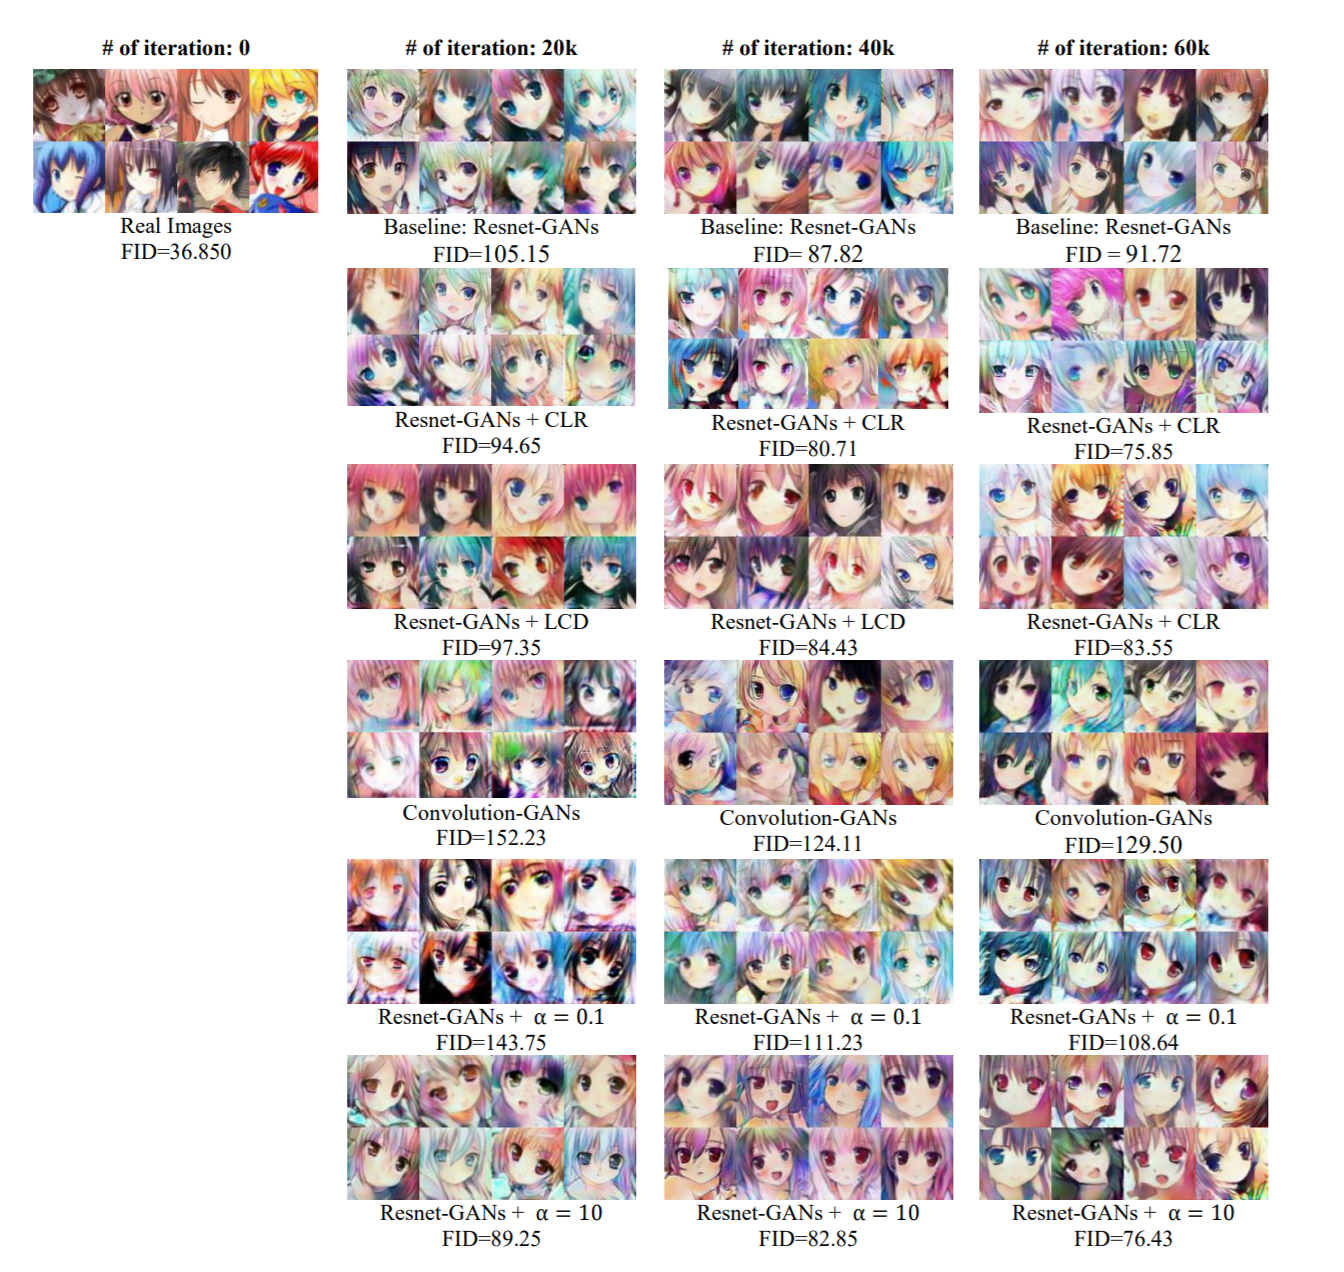 # of iteration: 0
# of iteration: 20k
# of iteration: 40k
# of iteration: 60k
Real Images
FID=36.850
Baseline: Resnet-GANs
FID=105.15
Baseline: Resnet-GANs
FID= 87.82
Baseline: Resnet-GANs
FID = 91.72
Resnet-GANs + CLR
FID=94.65
Resnet-GANs + CLR
FID=80.71
Resnet-GANs + CLR
FID=75.85
Resnet-GANs + LCD
FID=97.35
Resnet-GANs + LCD
FID=84.43
Resnet-GANs + CLR
FID=83.55
Convolution-GANs
FID=152.23
Convolution-GANs
FID=124.11
Convolution-GANs
FID=129.50
Resnet-GANs + α = 0.1
FID=143.75
Resnet-GANs + α = 0.1
FID=111.23
Resnet-GANs + α = 0.1
FID=108.64
Resnet-GANs + α = 10
FID=89.25
Resnet-GANs + α = 10
FID=82.85
Resnet-GANs + α = 10
FID=76.43